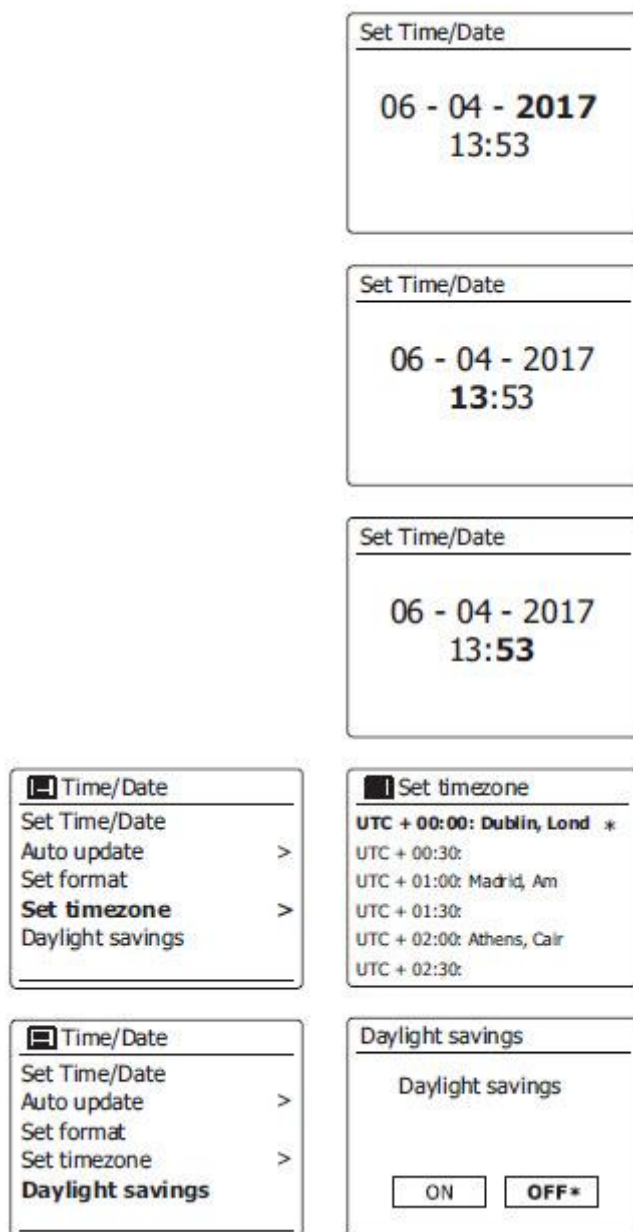 Set Time/Date
06 - 04 - 2017
13:53
Set Time/Date
06 - 04 - 2017
13:53
Set Time/Date
06 - 04 - 2017
13:53
Time/Date
Set Time/Date
Auto update >
Set format
Set timezone >
Daylight savings
Set timezone
UTC + 00:00: Dublin, Lond *
UTC + 00:30:
UTC + 01:00: Madrid, Am
UTC + 01:30:
UTC + 02:00: Athens, Cair
UTC + 02:30:
Time/Date
Set Time/Date
Auto update >
Set format
Set timezone >
Daylight savings
Daylight savings
Daylight savings
ON OFF*